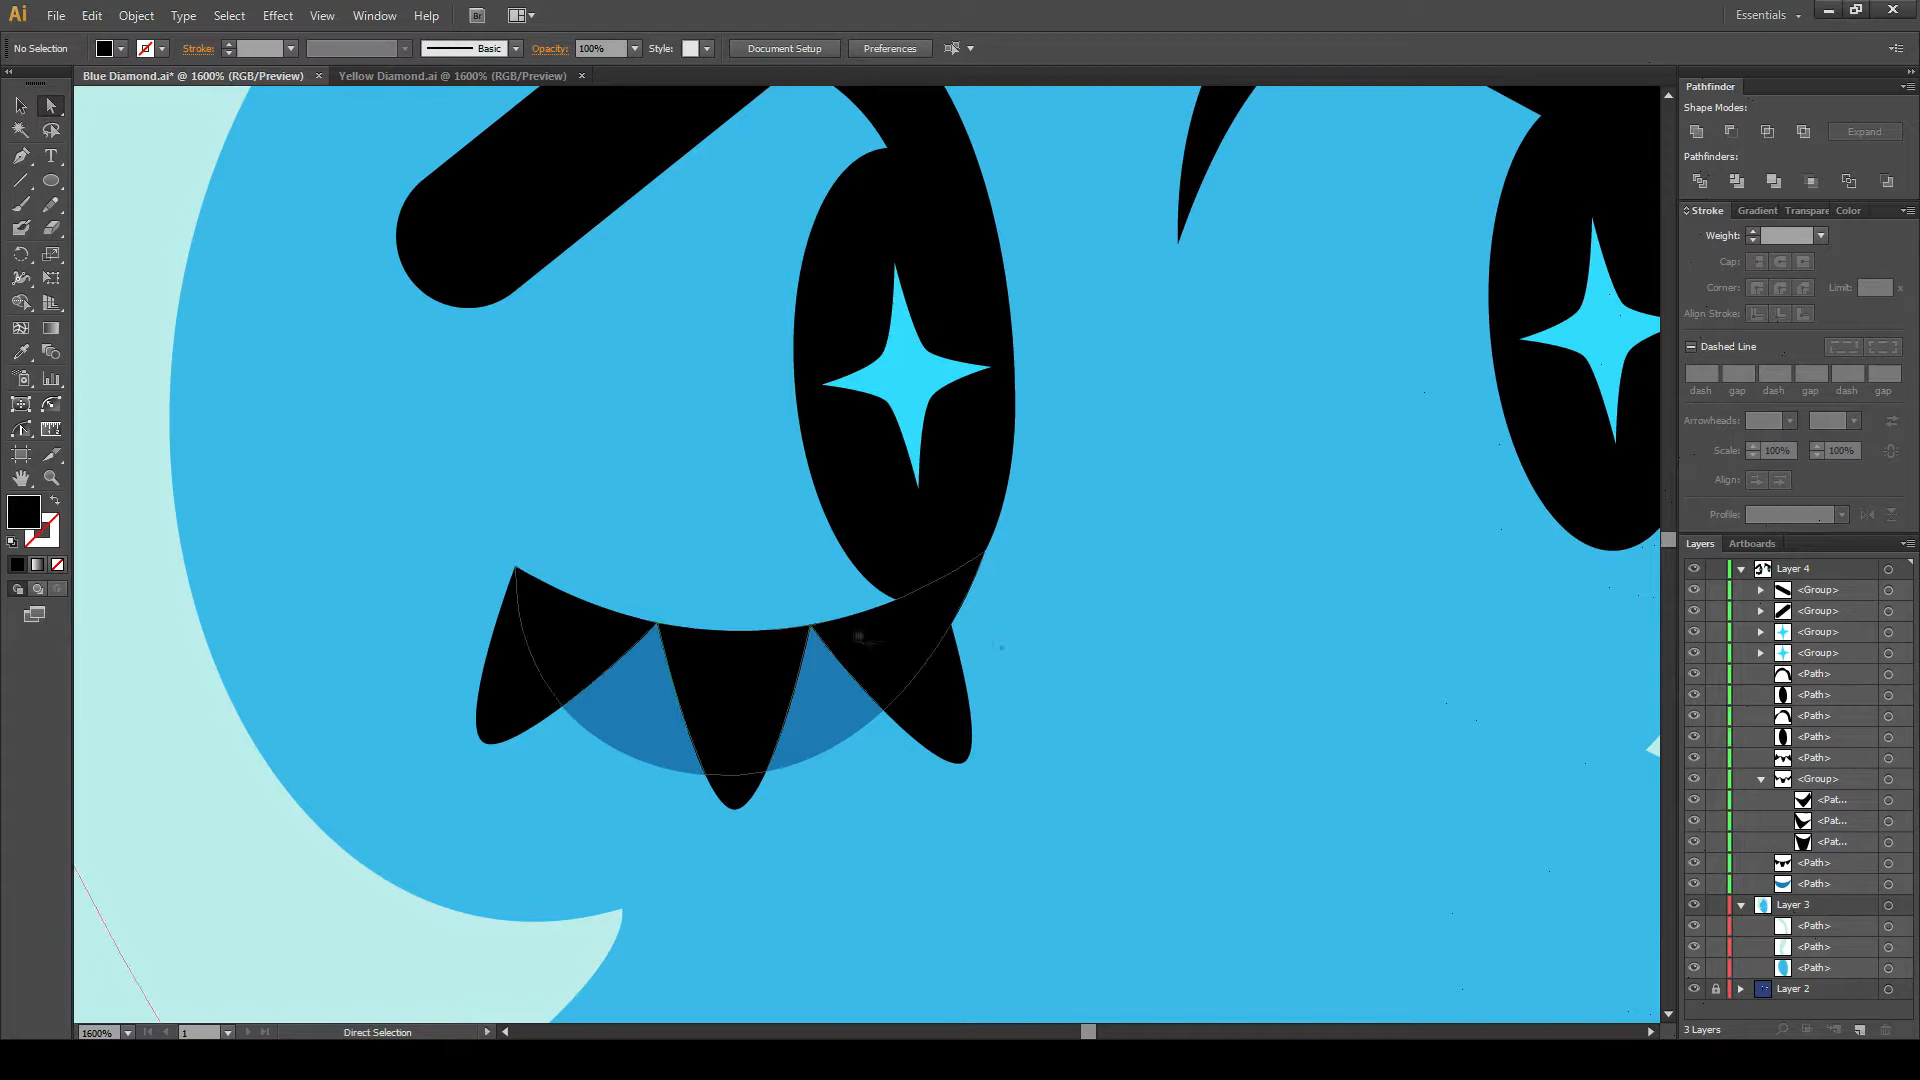 Ai File Edit Object Type Select Effect View Window Help Br Essentials
No Selection Stroke: Basic Opacity: 100% Style: Document Setup Preferences
Blue Diamond.ai* @ 1600% (RGB/Preview) Yellow Diamond.ai @ 1600% (RGB/Preview)
Pathfinder
Shape Modes:
Expand
Pathfinders:
Stroke Gradient Transpare Color
Weight:
Cap:
Corner: Limit: x
Align Stroke:
Dashed Line
dash gap dash gap dash gap
Arrowheads:
Scale: 100% 100%
Align:
Profile:
Layers Artboards
Layer 4
<Group>
<Group>
<Group>
<Group>
<Path>
<Path>
<Path>
<Path>
<Path>
<Group>
<Pat...
<Pat...
<Pat...
<Path>
<Path>
Layer 3
<Path>
<Path>
<Path>
Layer 2
3 Layers
1600% 1 Direct Selection